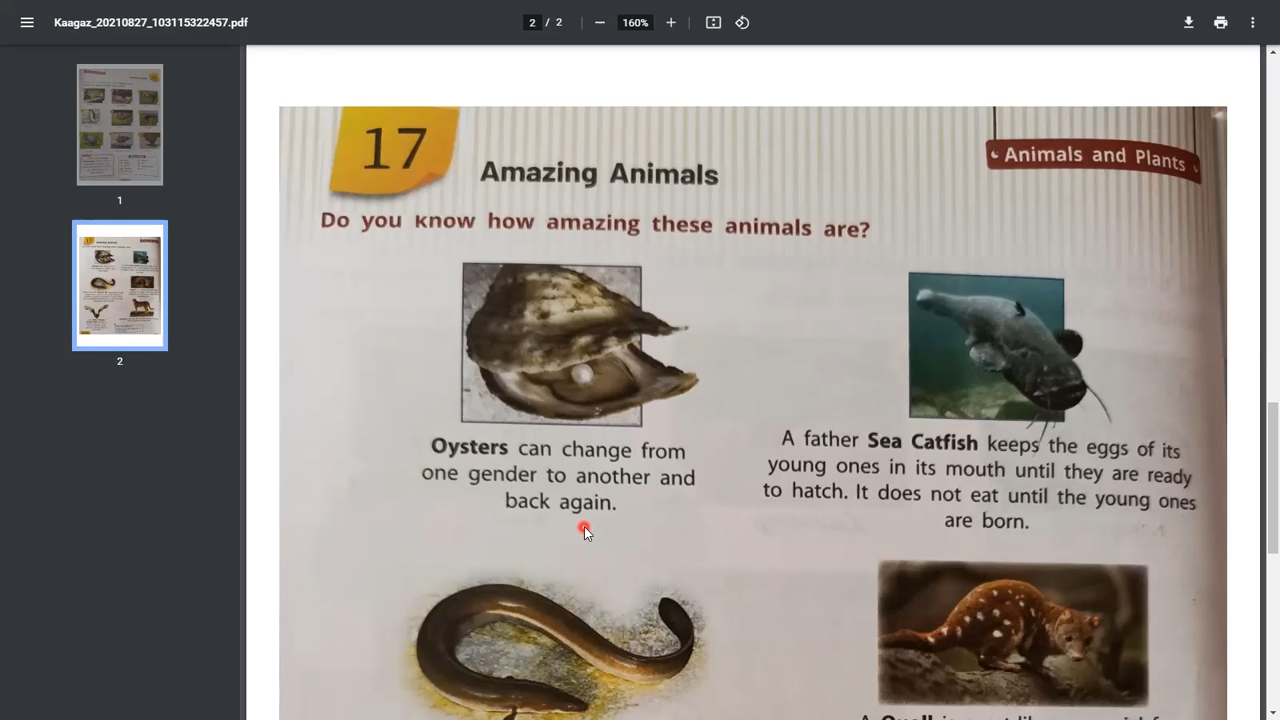 Kaagaz_20210827_103115322457.pdf
2 / 2
160%
1
2
17
Amazing Animals
Animals and Plants
Do you know how amazing these animals are?
Oysters can change from
one gender to another and
back again.
A father Sea Catfish keeps the eggs of its
young ones in its mouth until they are ready
to hatch. It does not eat until the young ones
are born.